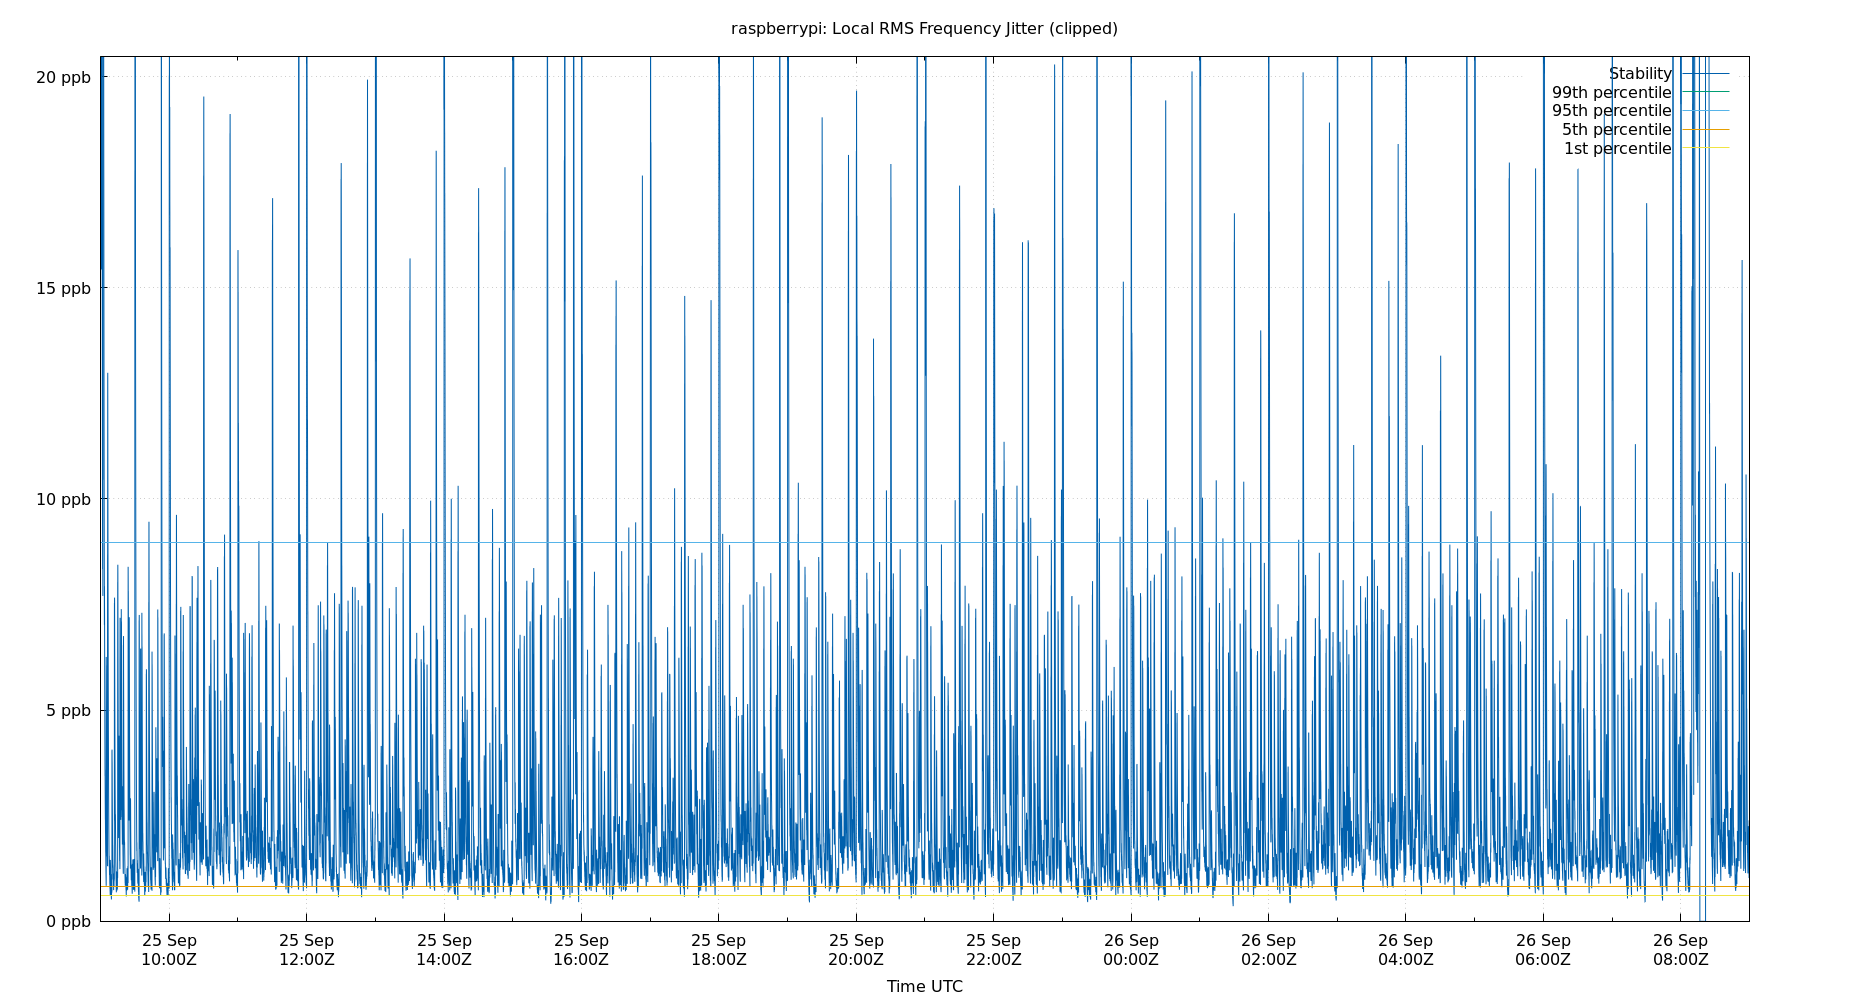 raspberrypi: Local RMS Frequency Jitter (clipped)
20 ppb
15 ppb
10 ppb
5 ppb
0 ppb
Stability
99th percentile
95th percentile
5th percentile
1st percentile
25 Sep
10:00Z
25 Sep
12:00Z
25 Sep
14:00Z
25 Sep
16:00Z
25 Sep
18:00Z
25 Sep
20:00Z
25 Sep
22:00Z
26 Sep
00:00Z
26 Sep
02:00Z
26 Sep
04:00Z
26 Sep
06:00Z
26 Sep
08:00Z
Time UTC